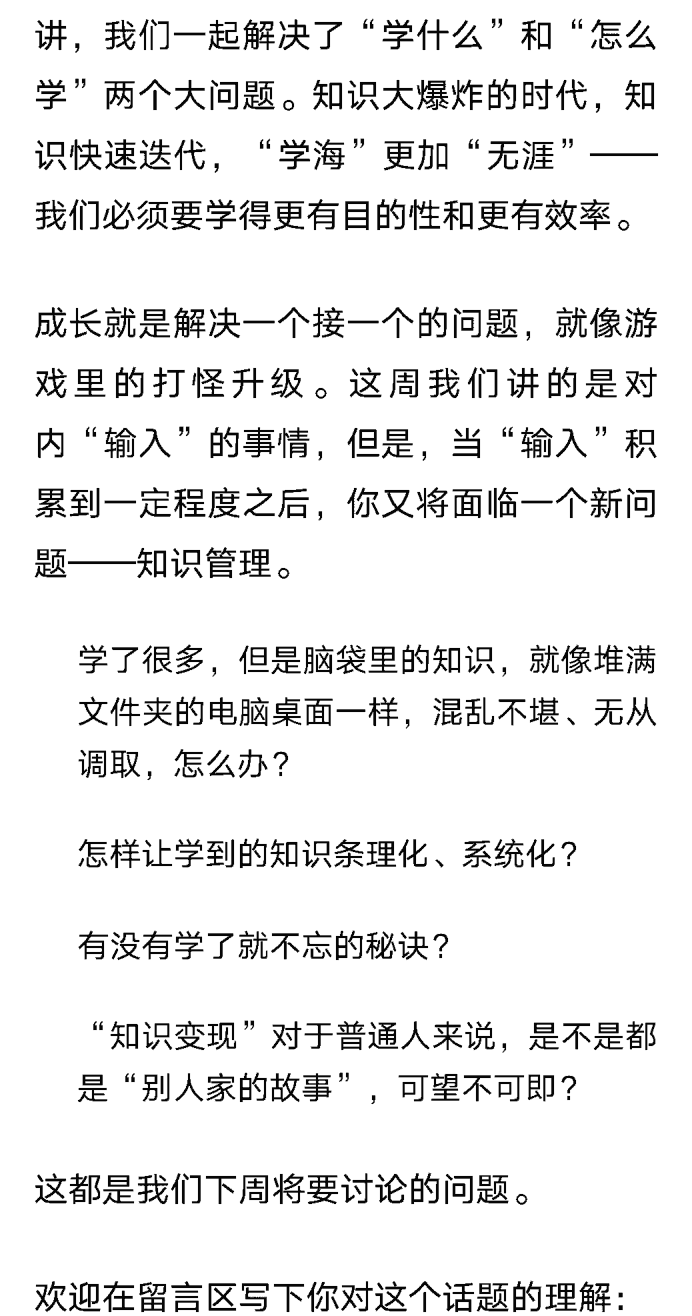 讲，我们一起解决了“学什么”和“怎么
学”两个大问题。知识大爆炸的时代，知
识快速迭代，“学海”更加“无涯”——
我们必须要学得更有目的性和更有效率。
成长就是解决一个接一个的问题，就像游
戏里的打怪升级。这周我们讲的是对
内“输入”的事情，但是，当“输入”积
累到一定程度之后，你又将面临一个新问
题——知识管理。
学了很多，但是脑袋里的知识，就像堆满
文件夹的电脑桌面一样，混乱不堪、无从
调取，怎么办？
怎样让学到的知识条理化、系统化？
有没有学了就不忘的秘诀？
“知识变现”对于普通人来说，是不是都
是“别人家的故事”，可望不可即？
这都是我们下周将要讨论的问题。
欢迎在留言区写下你对这个话题的理解：